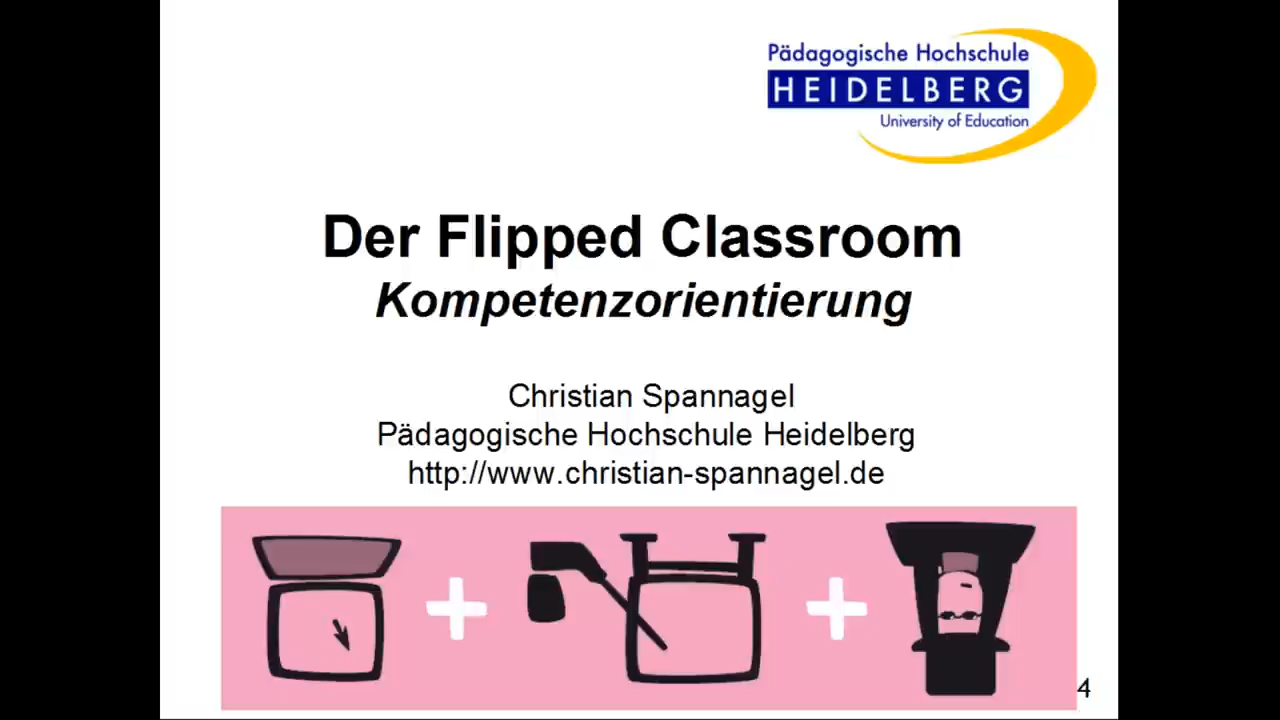 Pädagogische Hochschule
HEIDELBERG
University of Education
Der Flipped Classroom
Kompetenzorientierung
Christian Spannagel
Pädagogische Hochschule Heidelberg
http://www.christian-spannagel.de
4